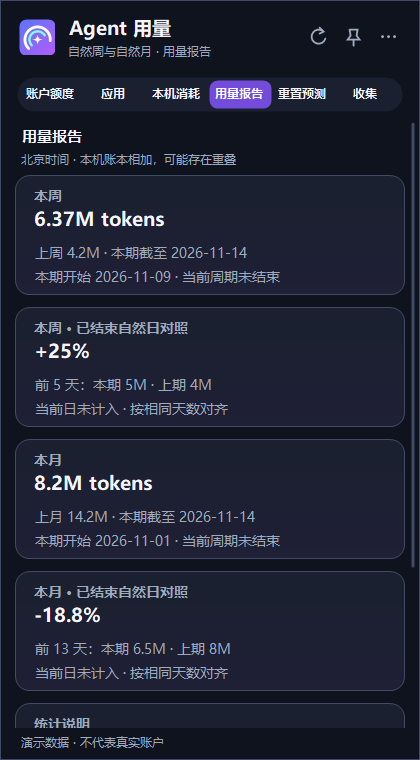 Agent 用量
自然周与自然月 · 用量报告
账户额度 应用 本机消耗 用量报告 重置预测 收集
用量报告
北京时间 · 本机账本相加，可能存在重叠
本周
6.37M tokens
上周 4.2M · 本期截至 2026-11-14
本期开始 2026-11-09 · 当前周期未结束
本周 • 已结束自然日对照
+25%
前 5 天：本期 5M · 上期 4M
当前日未计入 · 按相同天数对齐
本月
8.2M tokens
上月 14.2M · 本期截至 2026-11-14
本期开始 2026-11-01 · 当前周期未结束
本月 • 已结束自然日对照
-18.8%
前 13 天：本期 6.5M · 上期 8M
当前日未计入 · 按相同天数对齐
统计说明
演示数据 · 不代表真实账户